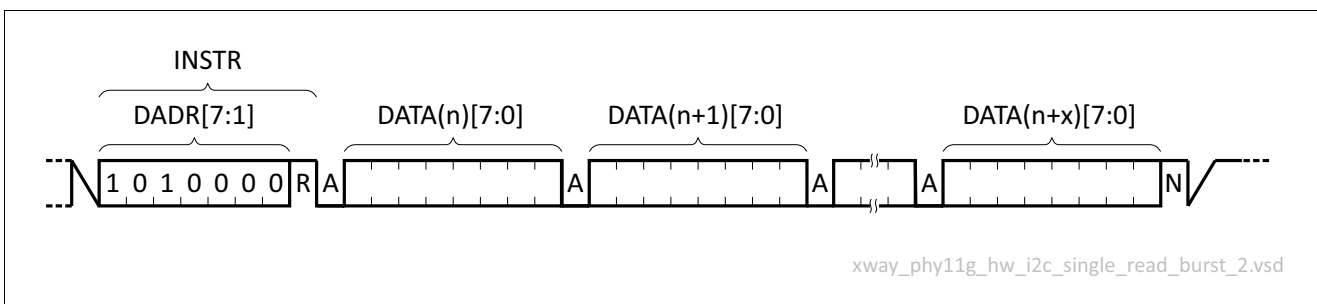 INSTR
DADR[7:1] DATA(n)[7:0] DATA(n+1)[7:0] DATA(n+x)[7:0]
1 0 1 0 0 0 0 R A A A A N
xway_phy11g_hw_i2c_single_read_burst_2.vsd